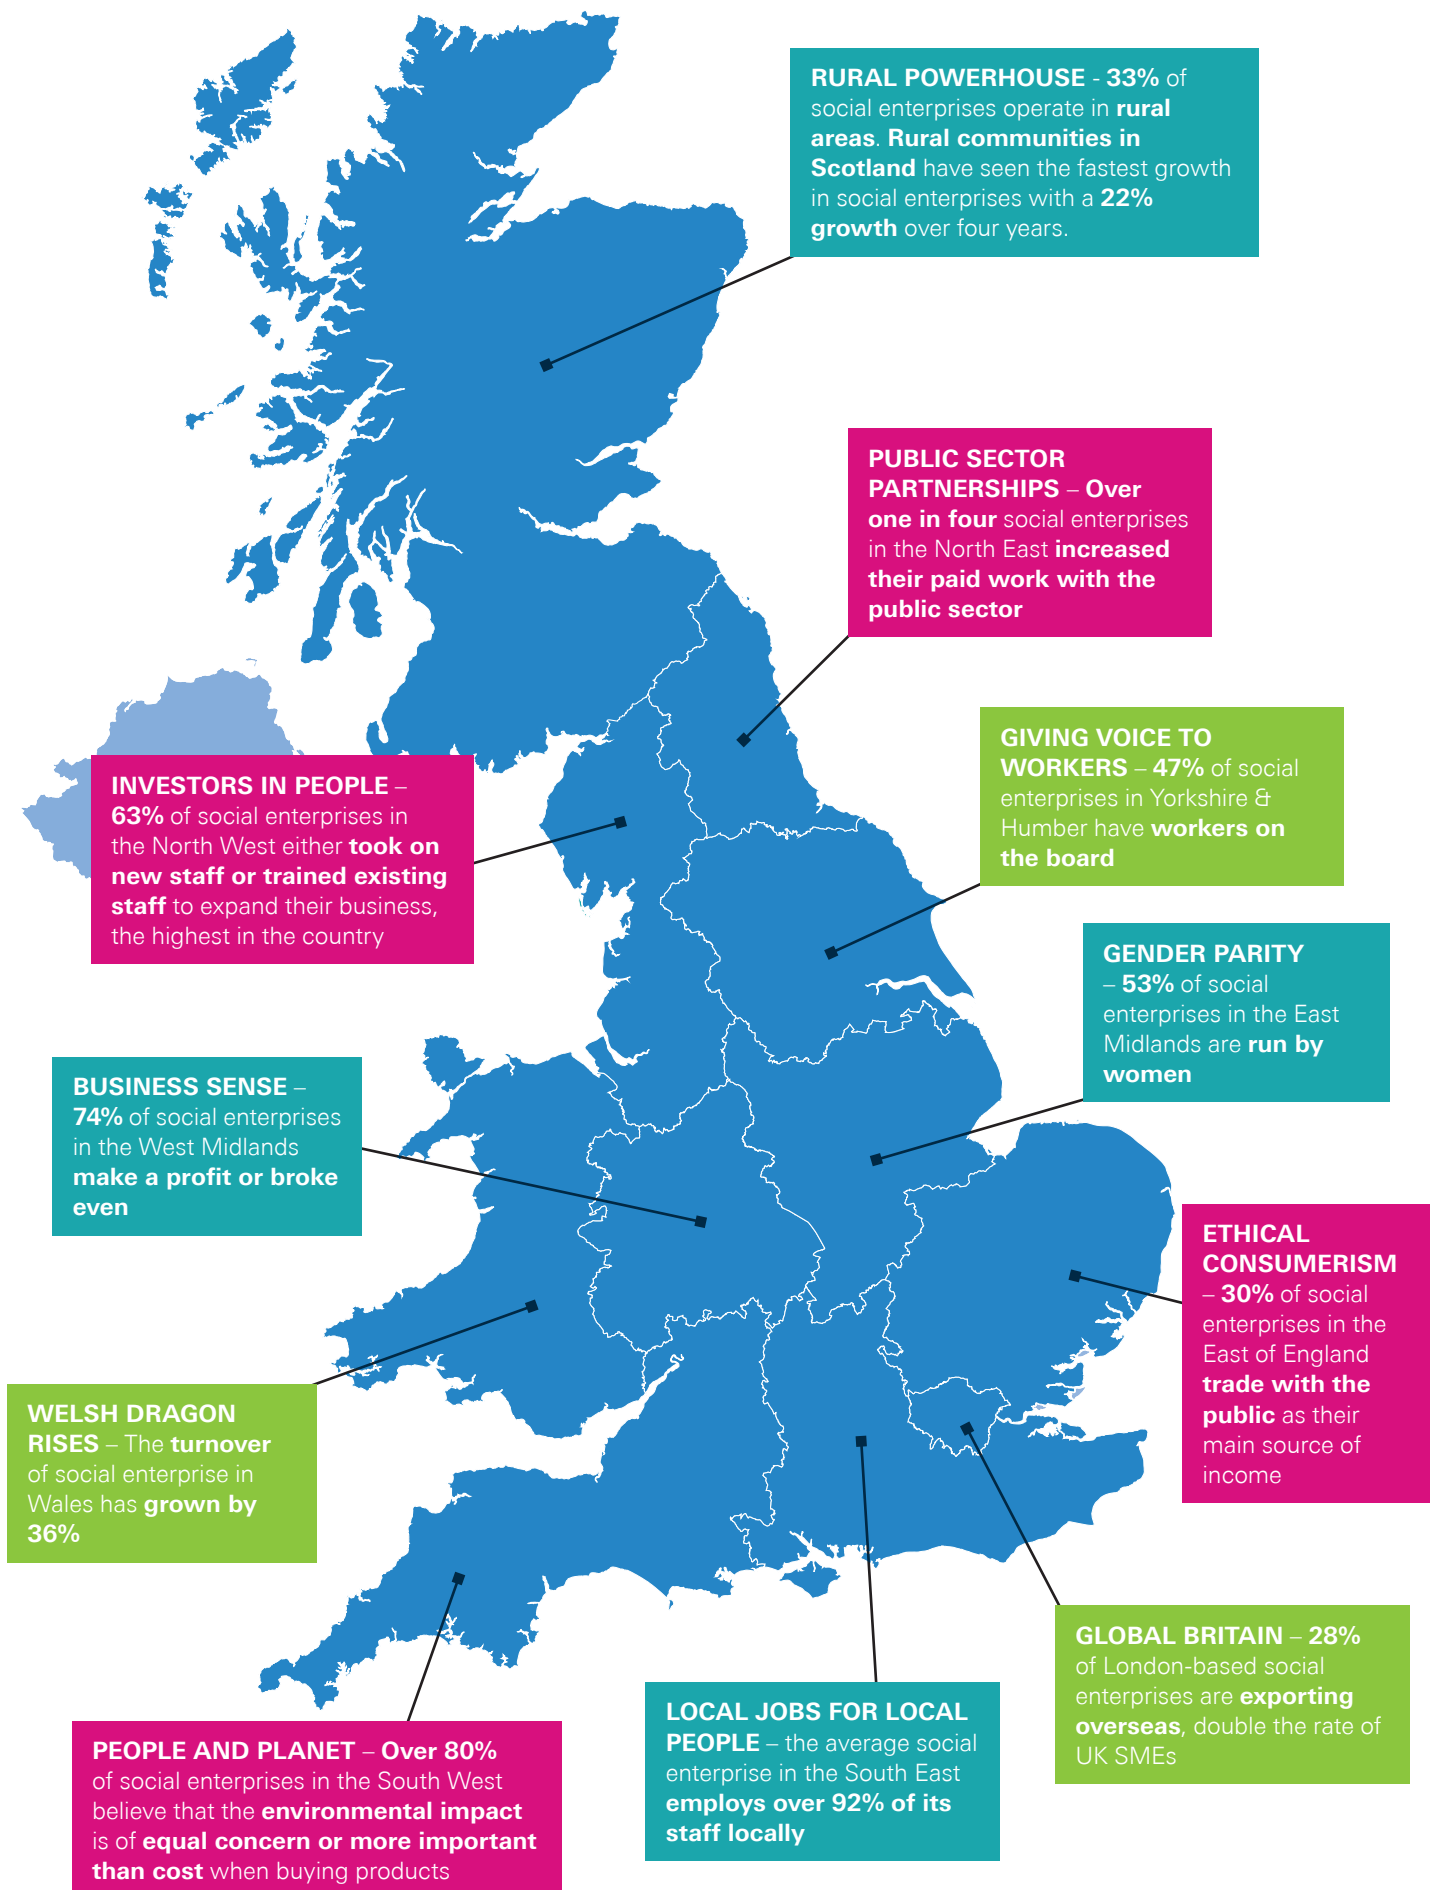 RURAL POWERHOUSE - 33% of
social enterprises operate in rural
areas. Rural communities in
Scotland have seen the fastest growth
in social enterprises with a 22%
growth over four years.
PUBLIC SECTOR
PARTNERSHIPS – Over
one in four social enterprises
in the North East increased
their paid work with the
public sector
GIVING VOICE TO
WORKERS – 47% of social
enterprises in Yorkshire &
Humber have workers on
the board
INVESTORS IN PEOPLE –
63% of social enterprises in
the North West either took on
new staff or trained existing
staff to expand their business,
the highest in the country
GENDER PARITY
– 53% of social
enterprises in the East
Midlands are run by
women
BUSINESS SENSE –
74% of social enterprises
in the West Midlands
make a profit or broke
even
ETHICAL
CONSUMERISM
– 30% of social
enterprises in the
East of England
trade with the
public as their
main source of
income
WELSH DRAGON
RISES – The turnover
of social enterprise in
Wales has grown by
36%
GLOBAL BRITAIN – 28%
of London-based social
enterprises are exporting
overseas, double the rate of
UK SMEs
LOCAL JOBS FOR LOCAL
PEOPLE – the average social
enterprise in the South East
employs over 92% of its
staff locally
PEOPLE AND PLANET – Over 80%
of social enterprises in the South West
believe that the environmental impact
is of equal concern or more important
than cost when buying products